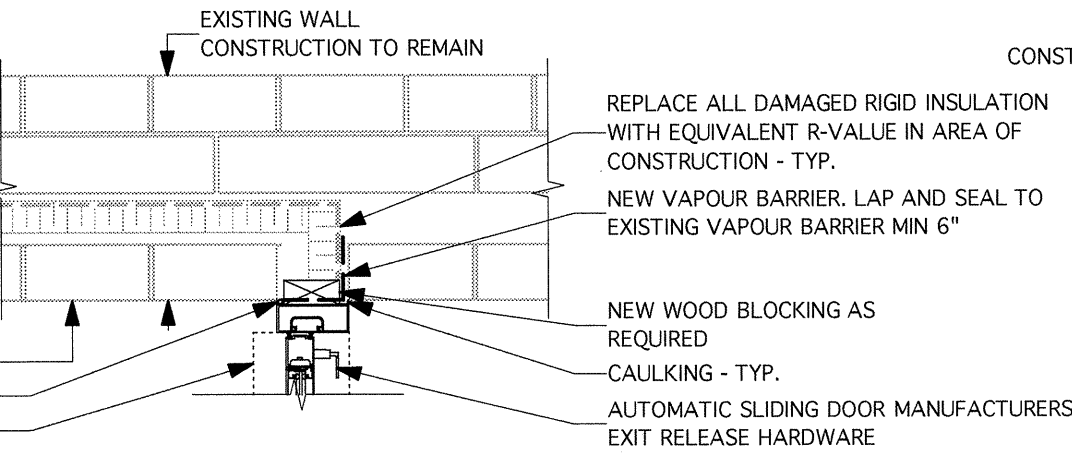 EXISTING WALL
CONSTRUCTION TO REMAIN
CONST
REPLACE ALL DAMAGED RIGID INSULATION
WITH EQUIVALENT R-VALUE IN AREA OF
CONSTRUCTION - TYP.
NEW VAPOUR BARRIER. LAP AND SEAL TO
EXISTING VAPOUR BARRIER MIN 6"
NEW WOOD BLOCKING AS
REQUIRED
CAULKING - TYP.
AUTOMATIC SLIDING DOOR MANUFACTURERS
EXIT RELEASE HARDWARE